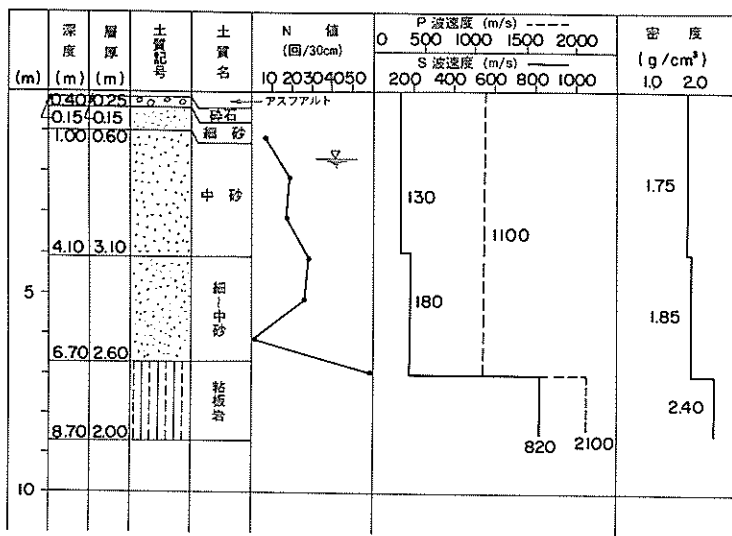 深度
(m)
層厚
(m)
土質記号
土質名
N 値
(回/30cm)
10 20 30 40 50
P 波速度 (m/s)
0 500 1000 1500 2000
S 波速度 (m/s)
200 400 600 800 1000
密度
(g/cm³)
1.0 2.0
(m)
0.40 0.25
アスファルト
0.15 0.15
砕石
1.00 0.60
細砂
中砂
130
1100
1.75
4.10 3.10
5
細~中砂
180
1.85
6.70 2.60
粘板岩
2.40
8.70 2.00
820 2100
10